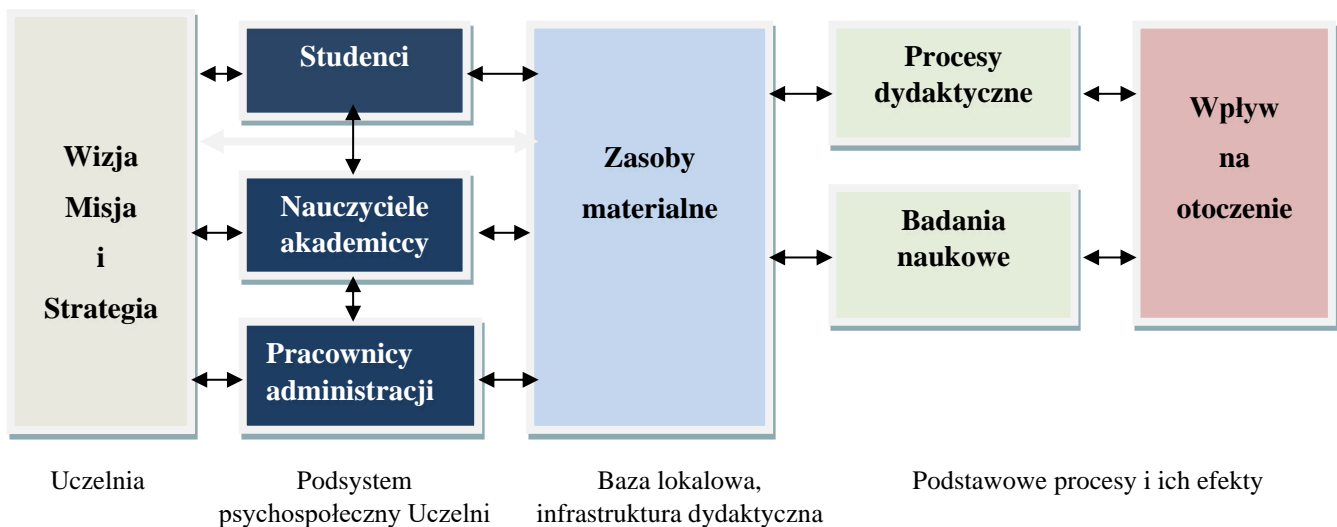 Wizja
Misja
i
Strategia
Studenci
Nauczyciele
akademiccy
Pracownicy
administracji
Zasoby
materialne
Procesy
dydaktyczne
Badania
naukowe
Wpływ
na
otoczenie
Uczelnia
Podsystem
psychospołeczny Uczelni
Baza lokalowa,
infrastruktura dydaktyczna
Podstawowe procesy i ich efekty